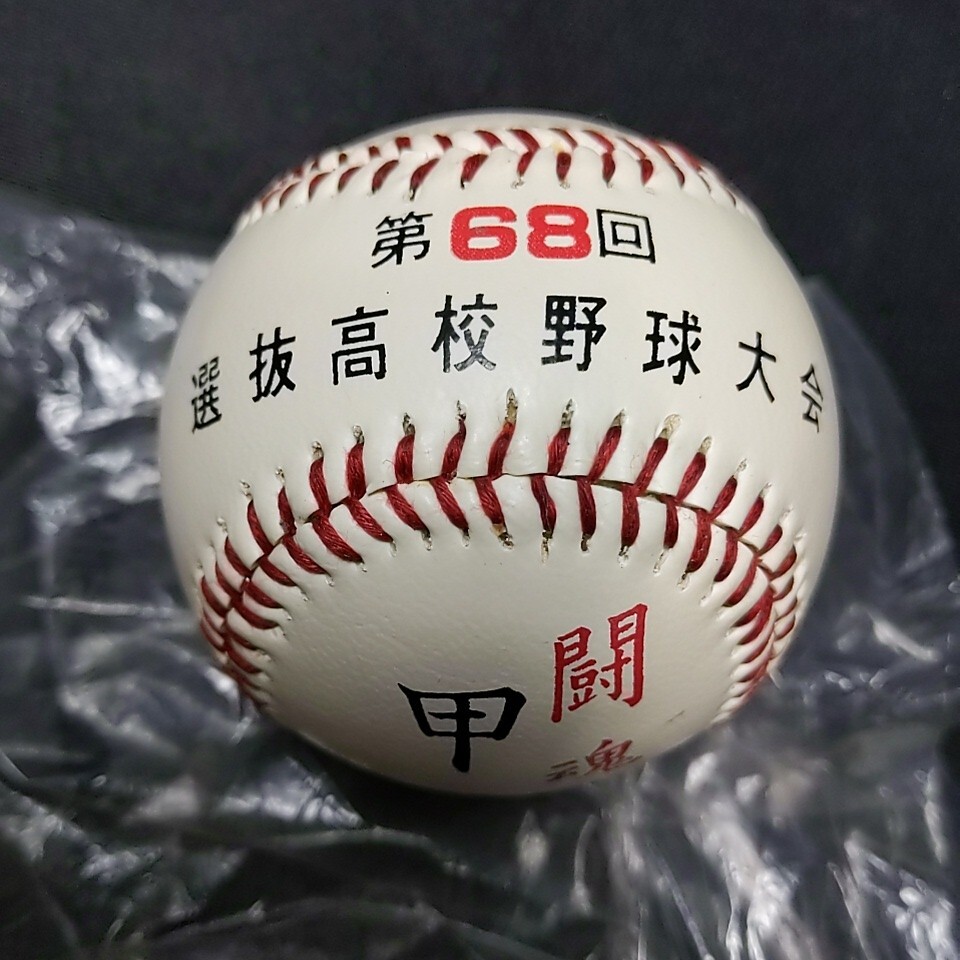 第68回
選抜高校野球大会
闘魂
甲